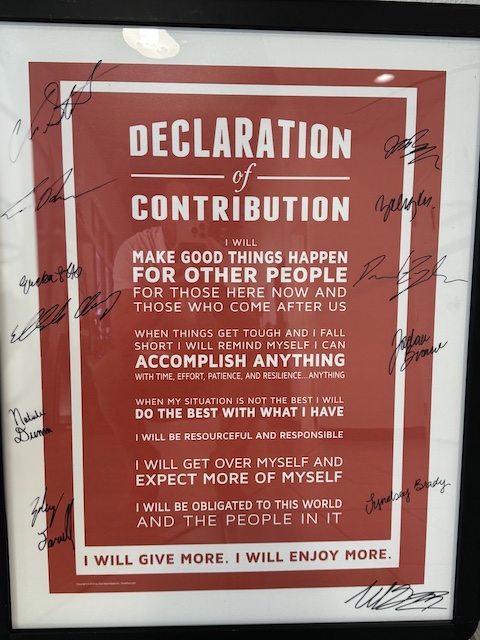 DECLARATION
of
CONTRIBUTION
I WILL
MAKE GOOD THINGS HAPPEN
FOR OTHER PEOPLE
FOR THOSE HERE NOW AND
THOSE WHO COME AFTER US
WHEN THINGS GET TOUGH AND I FALL
SHORT I WILL REMIND MYSELF I CAN
ACCOMPLISH ANYTHING
WITH TIME, EFFORT, PATIENCE, AND RESILIENCE...ANYTHING
WHEN MY SITUATION IS NOT THE BEST I WILL
DO THE BEST WITH WHAT I HAVE
I WILL BE RESOURCEFUL AND RESPONSIBLE
I WILL GET OVER MYSELF AND
EXPECT MORE OF MYSELF
I WILL BE OBLIGATED TO THIS WORLD
AND THE PEOPLE IN IT
I WILL GIVE MORE. I WILL ENJOY MORE.
Natalie
Jordan
Lyndsay Brady